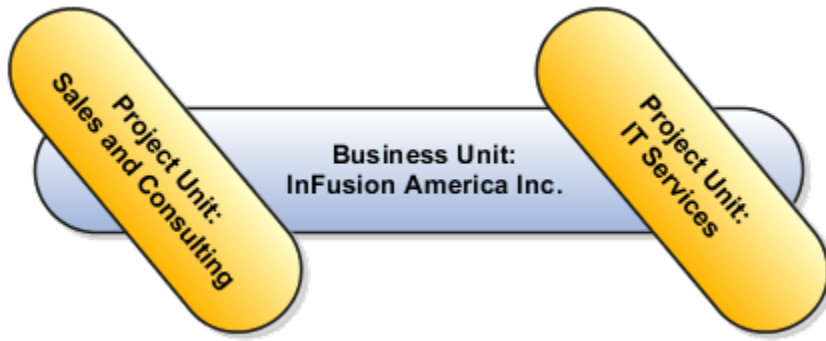 Project Unit:
Sales and Consulting
Business Unit:
InFusion America Inc.
Project Unit:
IT Services